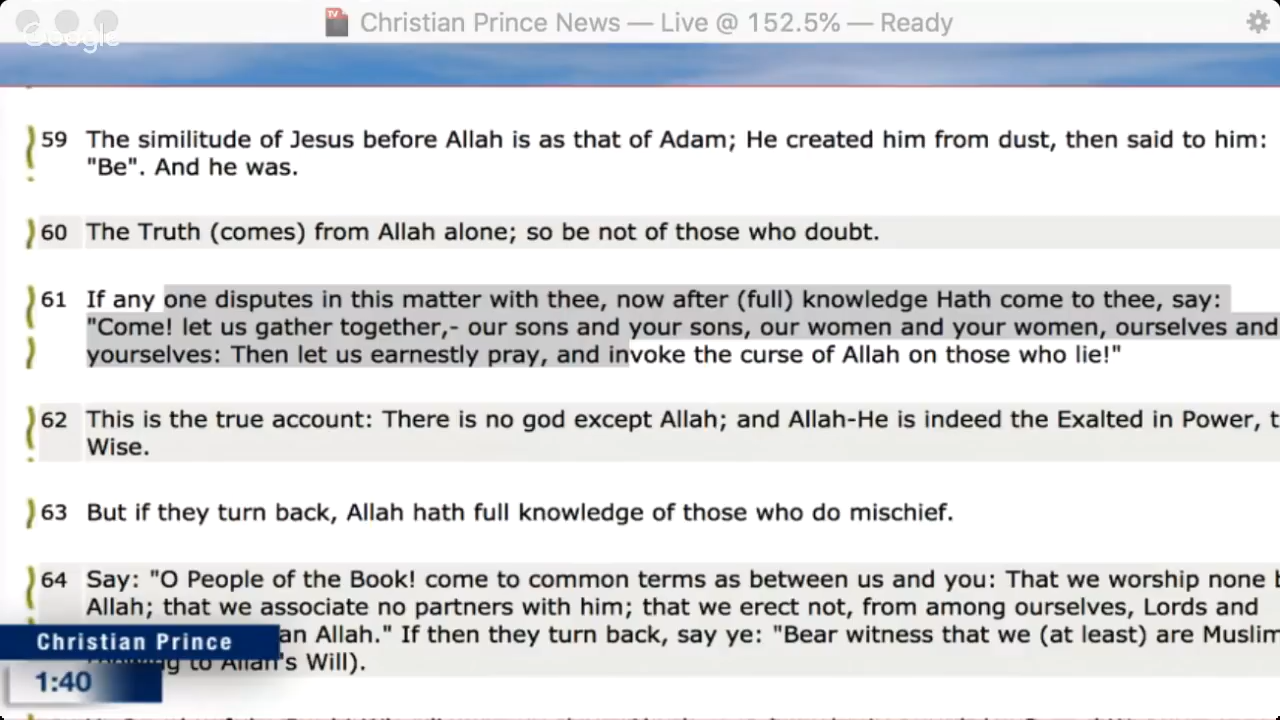 Christian Prince News — Live @ 152.5% — Ready
Google
59 The similitude of Jesus before Allah is as that of Adam; He created him from dust, then said to him:
"Be". And he was.
60 The Truth (comes) from Allah alone; so be not of those who doubt.
61 If any one disputes in this matter with thee, now after (full) knowledge Hath come to thee, say:
"Come! let us gather together,- our sons and your sons, our women and your women, ourselves and
yourselves: Then let us earnestly pray, and invoke the curse of Allah on those who lie!"
62 This is the true account: There is no god except Allah; and Allah-He is indeed the Exalted in Power, t
Wise.
63 But if they turn back, Allah hath full knowledge of those who do mischief.
64 Say: "O People of the Book! come to common terms as between us and you: That we worship none b
Allah; that we associate no partners with him; that we erect not, from among ourselves, Lords and
an Allah." If then they turn back, say ye: "Bear witness that we (at least) are Muslim
to Allah's Will).
Christian Prince
1:40